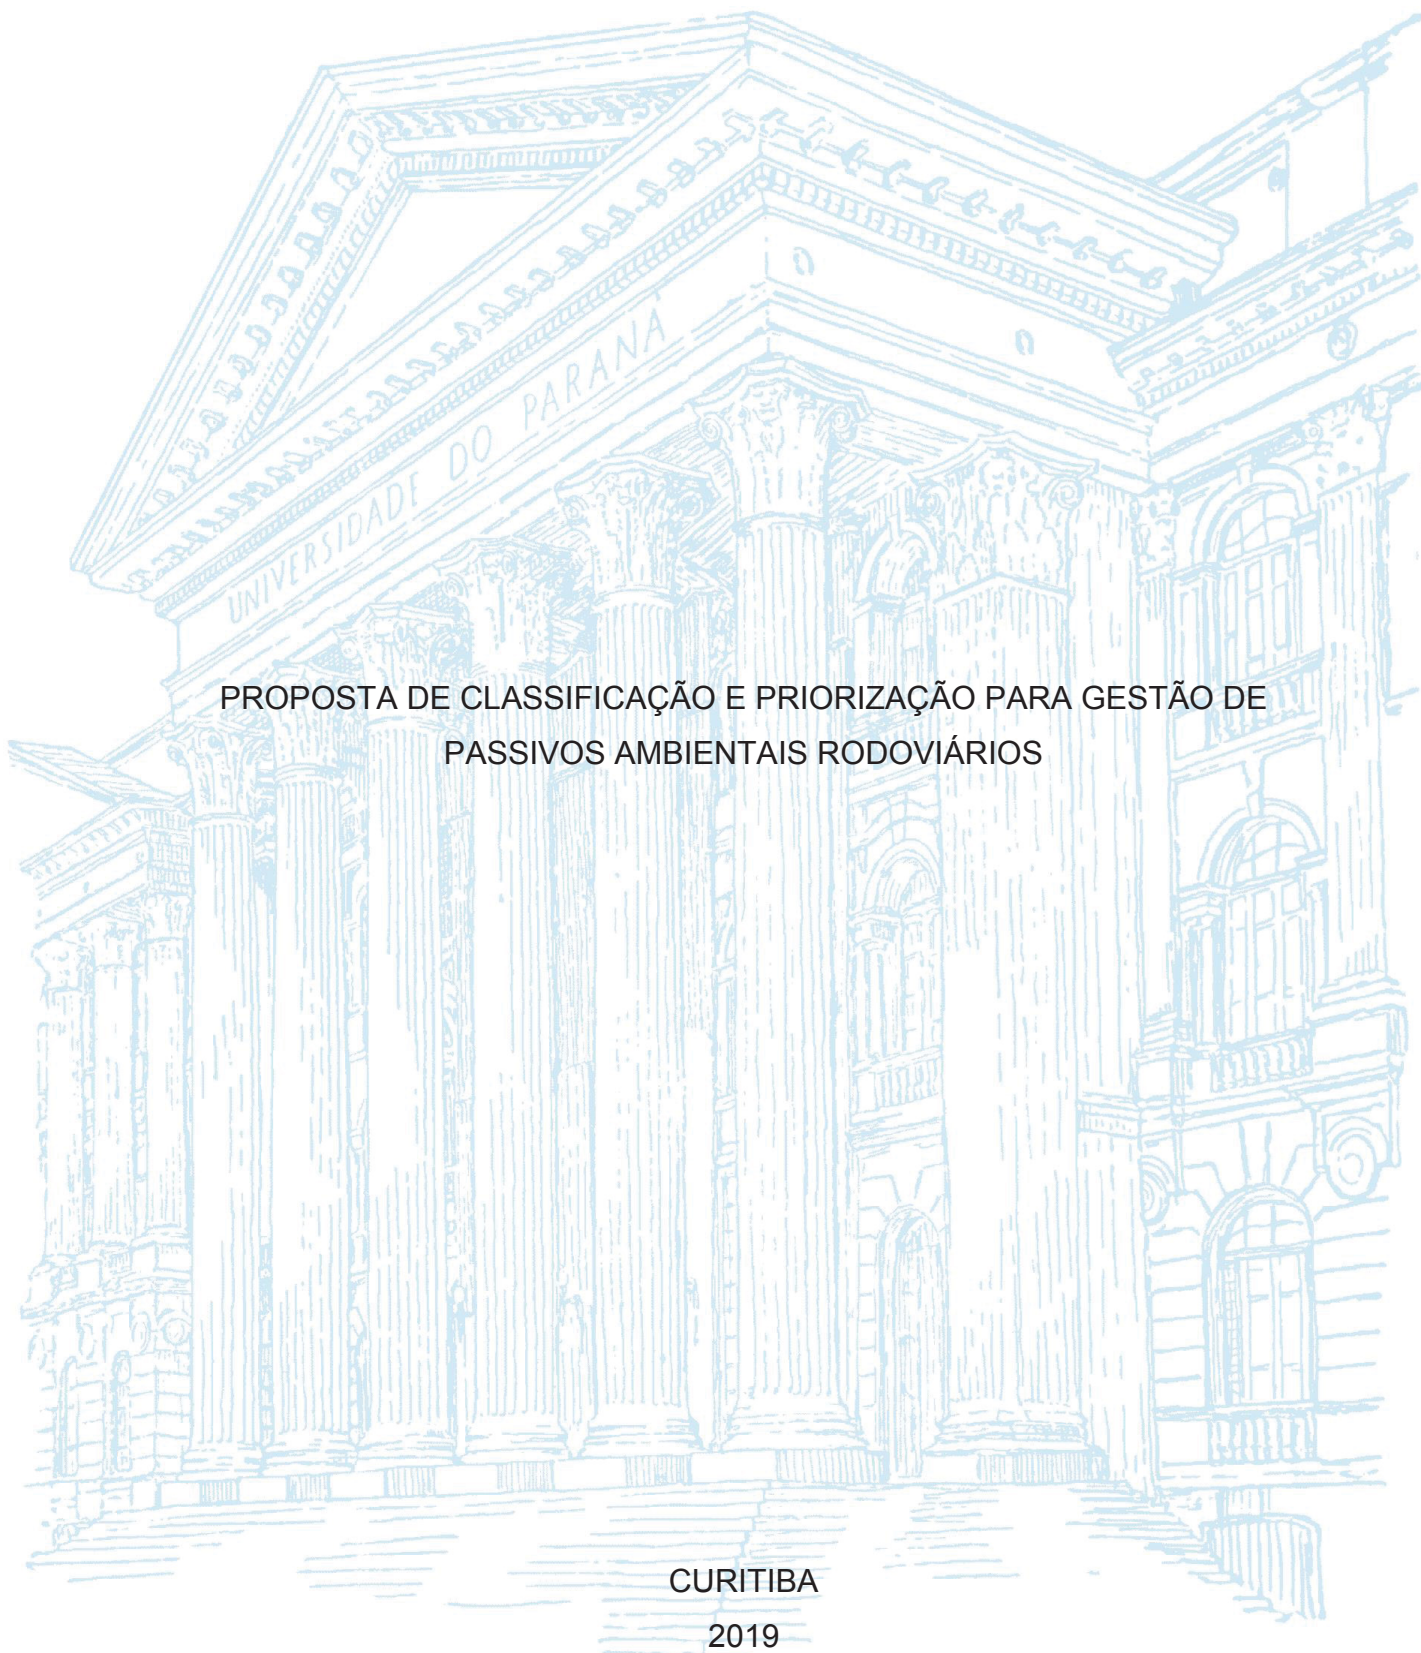 UNIVERSIDADE DO PARANÁ
PROPOSTA DE CLASSIFICAÇÃO E PRIORIZAÇÃO PARA GESTÃO DE
PASSIVOS AMBIENTAIS RODOVIÁRIOS
CURITIBA
2019